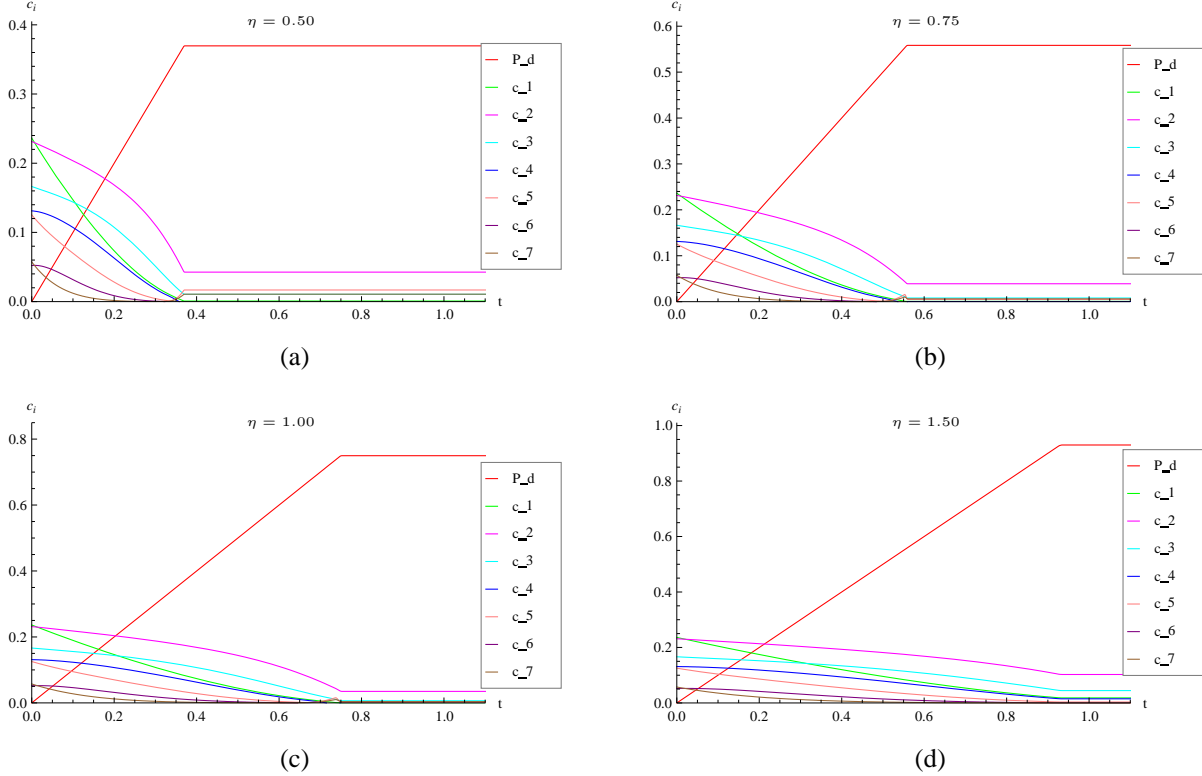 c_i
η = 0.50
0.4
0.3
0.2
0.1
0.0
0.0 0.2 0.4 0.6 0.8 1.0 t
P_d
c_1
c_2
c_3
c_4
c_5
c_6
c_7
(a)
c_i
η = 0.75
0.6
0.5
0.4
0.3
0.2
0.1
0.0
0.0 0.2 0.4 0.6 0.8 1.0 t
P_d
c_1
c_2
c_3
c_4
c_5
c_6
c_7
(b)
c_i
η = 1.00
0.8
0.6
0.4
0.2
0.0
0.0 0.2 0.4 0.6 0.8 1.0 t
P_d
c_1
c_2
c_3
c_4
c_5
c_6
c_7
(c)
c_i
η = 1.50
1.0
0.8
0.6
0.4
0.2
0.0
0.0 0.2 0.4 0.6 0.8 1.0 t
P_d
c_1
c_2
c_3
c_4
c_5
c_6
c_7
(d)